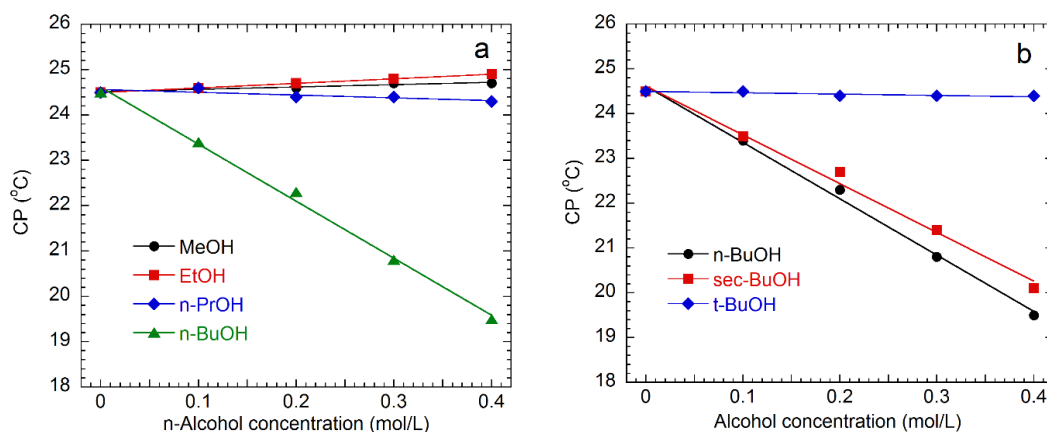 a
CP (°C)
26
25
24
23
22
21
20
19
18
MeOH
EtOH
n-PrOH
n-BuOH
0
0.1
0.2
0.3
0.4
n-Alcohol concentration (mol/L)
b
CP (°C)
26
25
24
23
22
21
20
19
18
n-BuOH
sec-BuOH
t-BuOH
0
0.1
0.2
0.3
0.4
Alcohol concentration (mol/L)